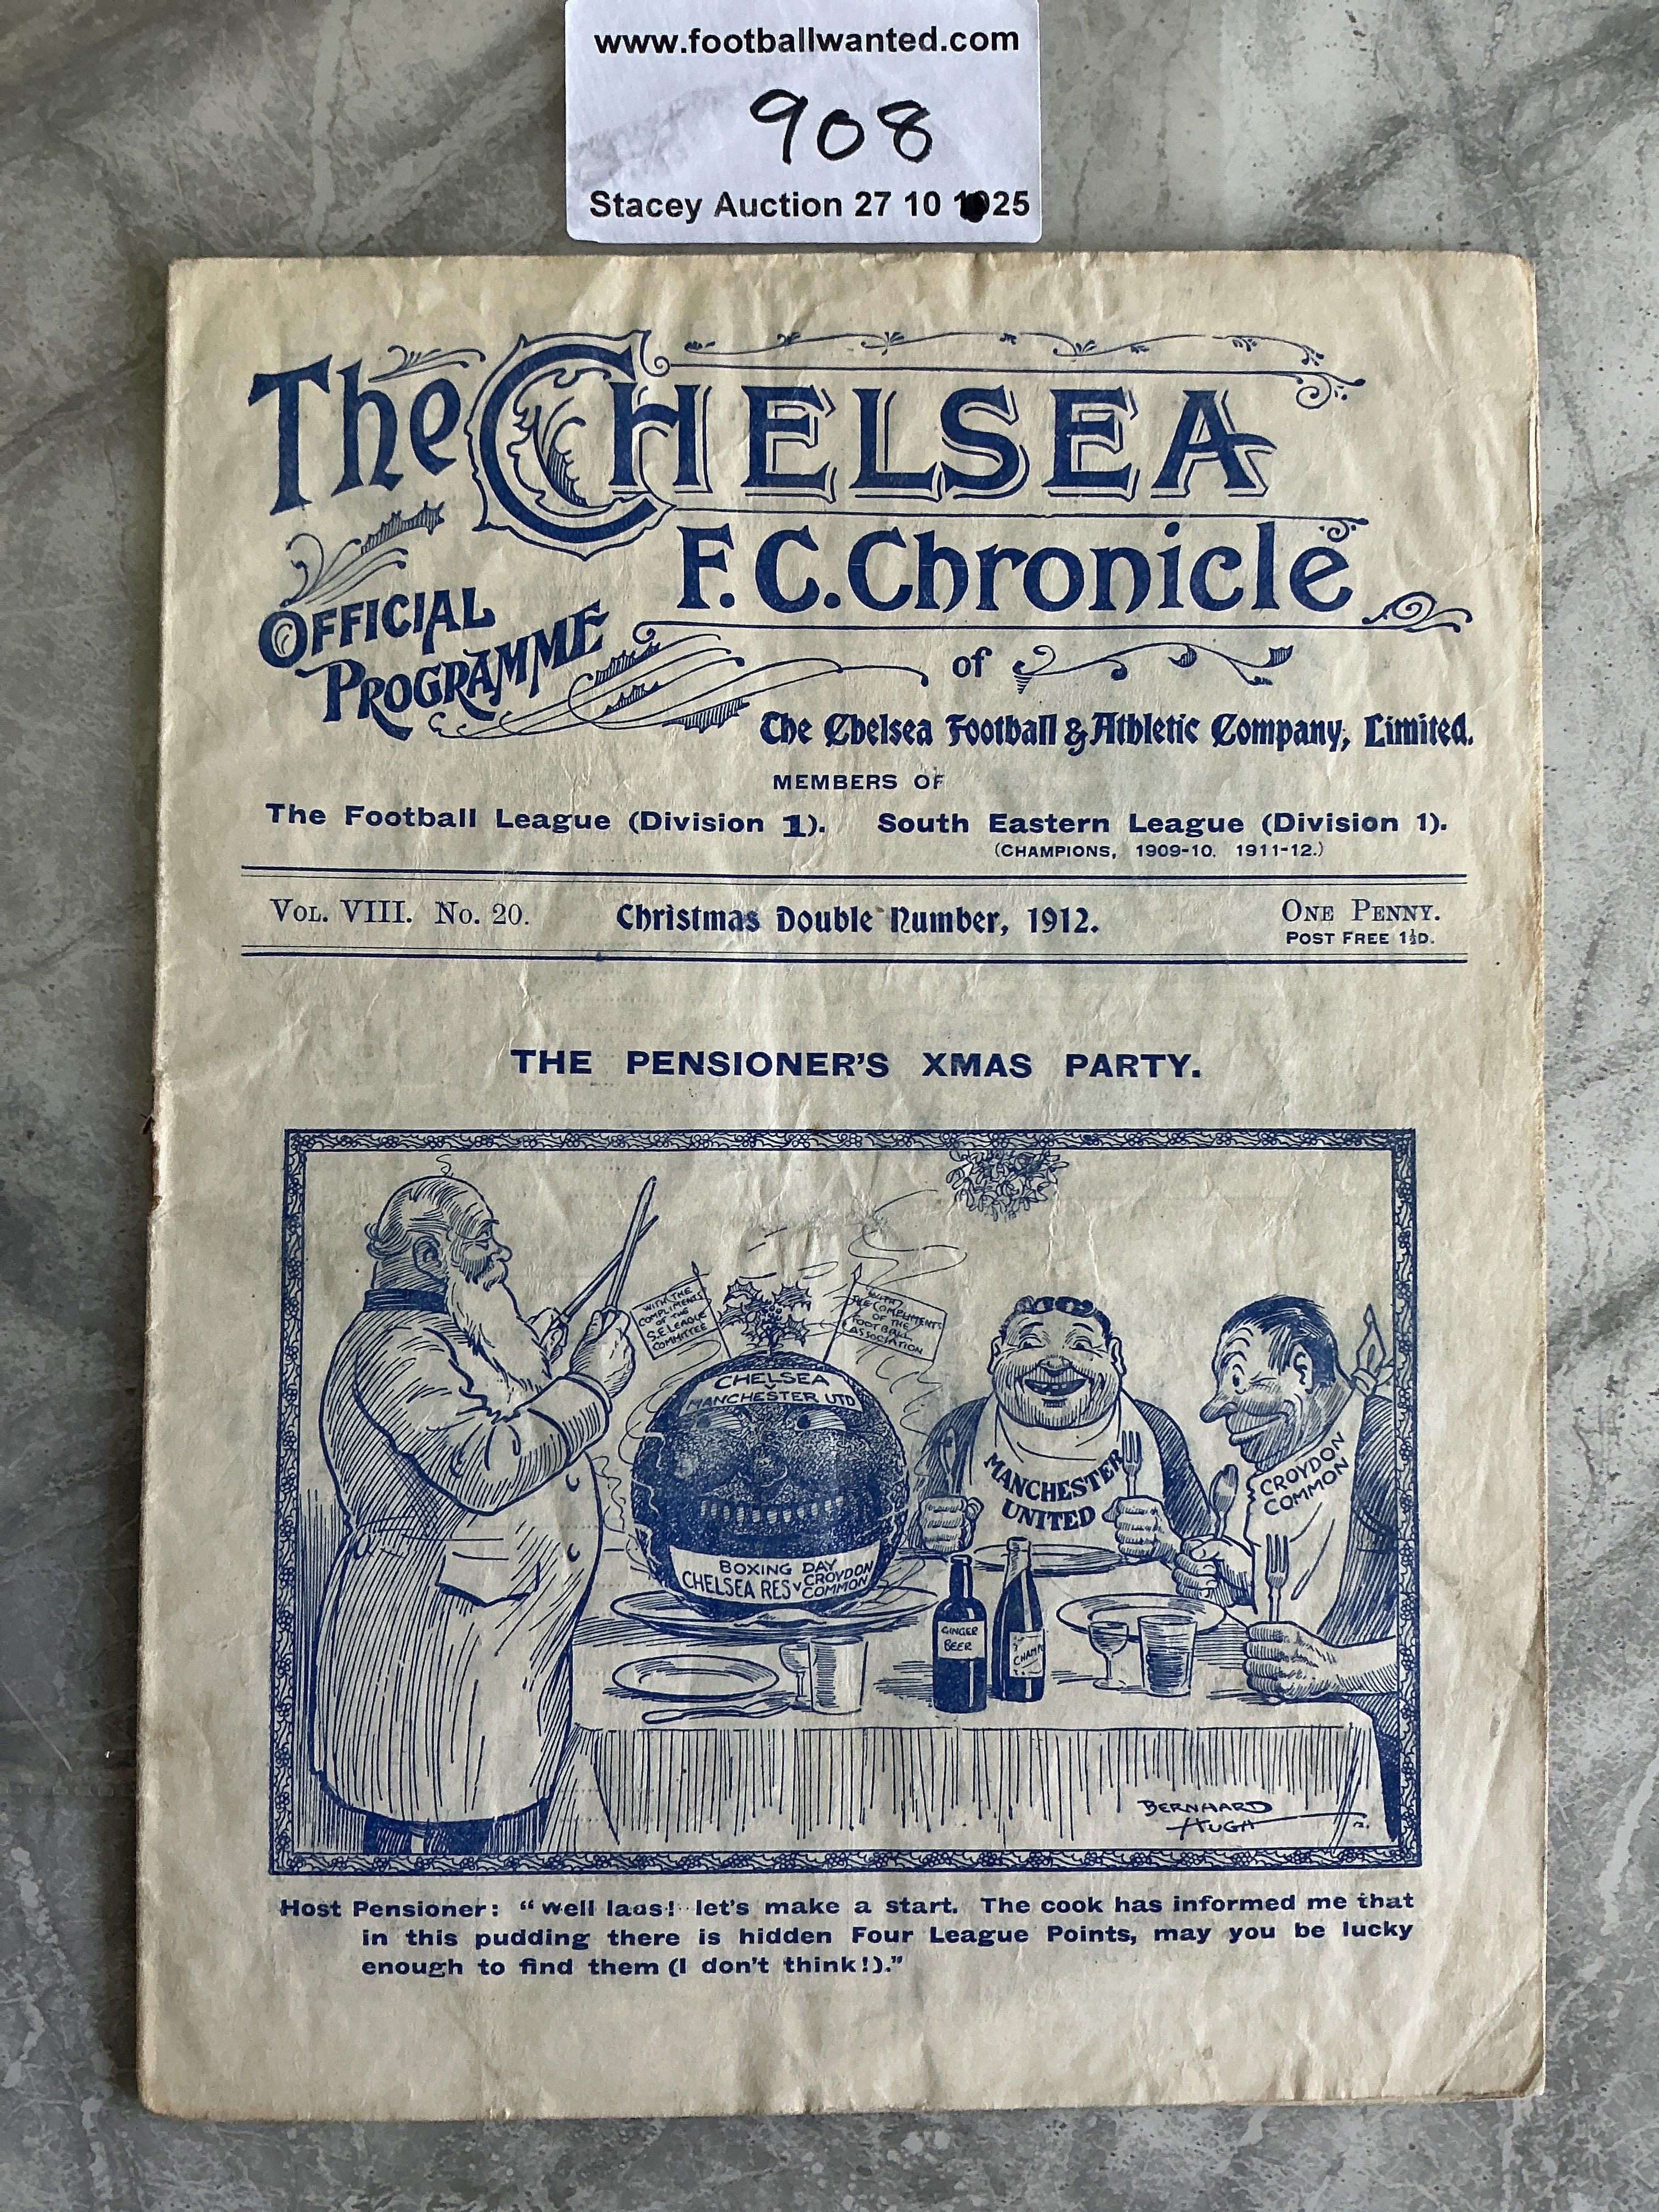 www.footballwanted.com
908
Stacey Auction 27 10 25
The CHELSEA
F.C. Chronicle
OFFICIAL
PROGRAMME
of
The Chelsea Football & Athletic Company, Limited.
MEMBERS OF
The Football League (Division 1). South Eastern League (Division 1).
(CHAMPIONS, 1909-10. 1911-12.)
VOL. VIII. No. 20. Christmas Double Number, 1912. ONE PENNY.
POST FREE 1½D.
THE PENSIONER'S XMAS PARTY.
WITH THE
COMPLIMENTS
OF THE
S.E. LEAGUE
COMMITTEE
WITH
THE COMPLIMENTS
OF THE
FOOTBALL
ASSOCIATION
CHELSEA
V
MANCHESTER UTD
BOXING DAY
CHELSEA RES V CROYDON
COMMON
MANCHESTER
UNITED
CROYDON
COMMON
GINGER
BEER
CHAMP
BERNHARD
HUGH
12.
Host Pensioner: "Well lads! let's make a start. The cook has informed me that
in this pudding there is hidden Four League Points, may you be lucky
enough to find them (I don't think!)."